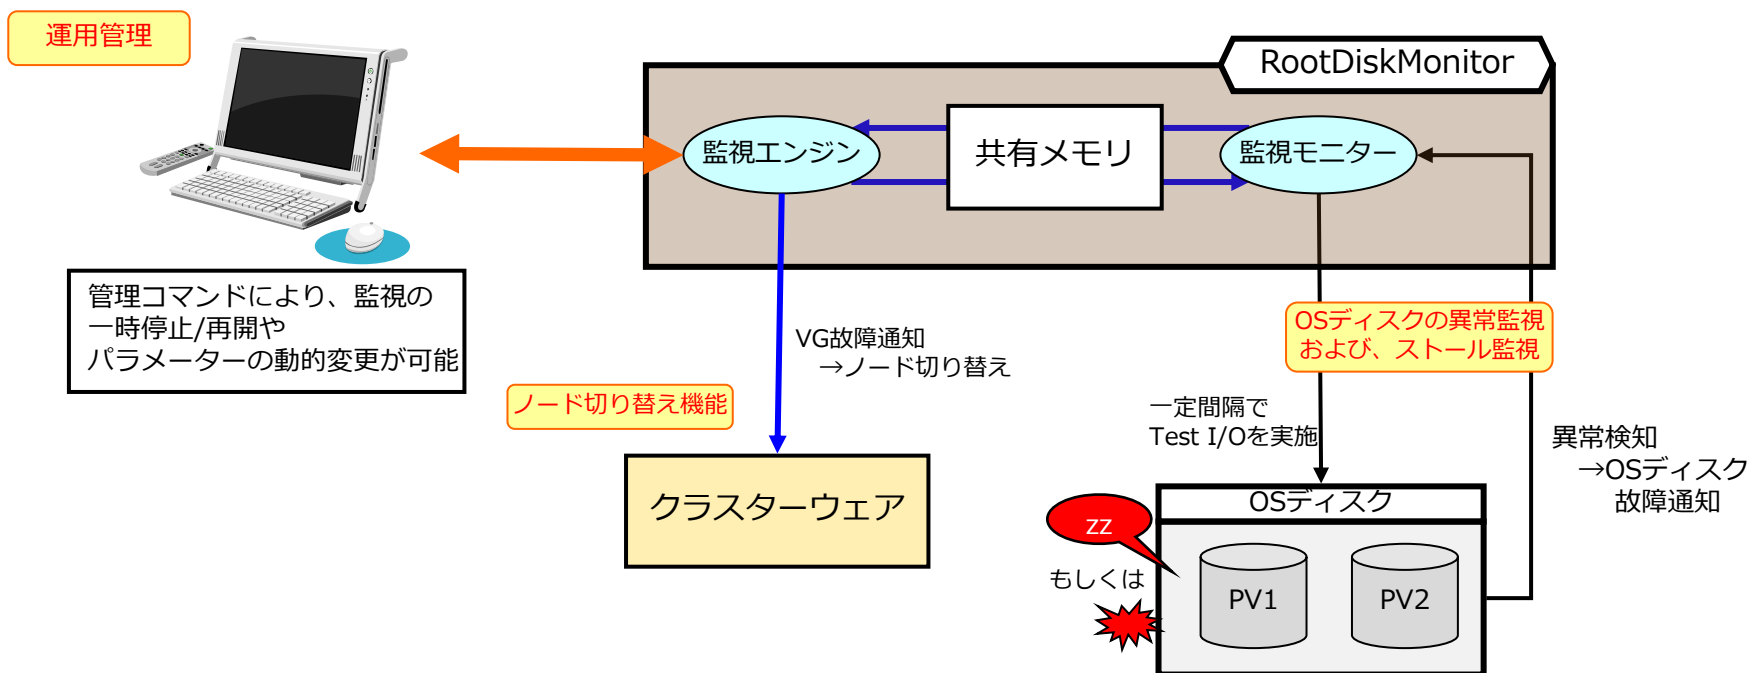 運用管理
RootDiskMonitor
監視エンジン
共有メモリ
監視モニター
管理コマンドにより、監視の
一時停止/再開や
パラメーターの動的変更が可能
VG故障通知
→ノード切り替え
ノード切り替え機能
クラスターウェア
OSディスクの異常監視
および、ストール監視
一定間隔で
Test I/Oを実施
異常検知
→OSディスク
故障通知
OSディスク
zz
もしくは
PV1
PV2